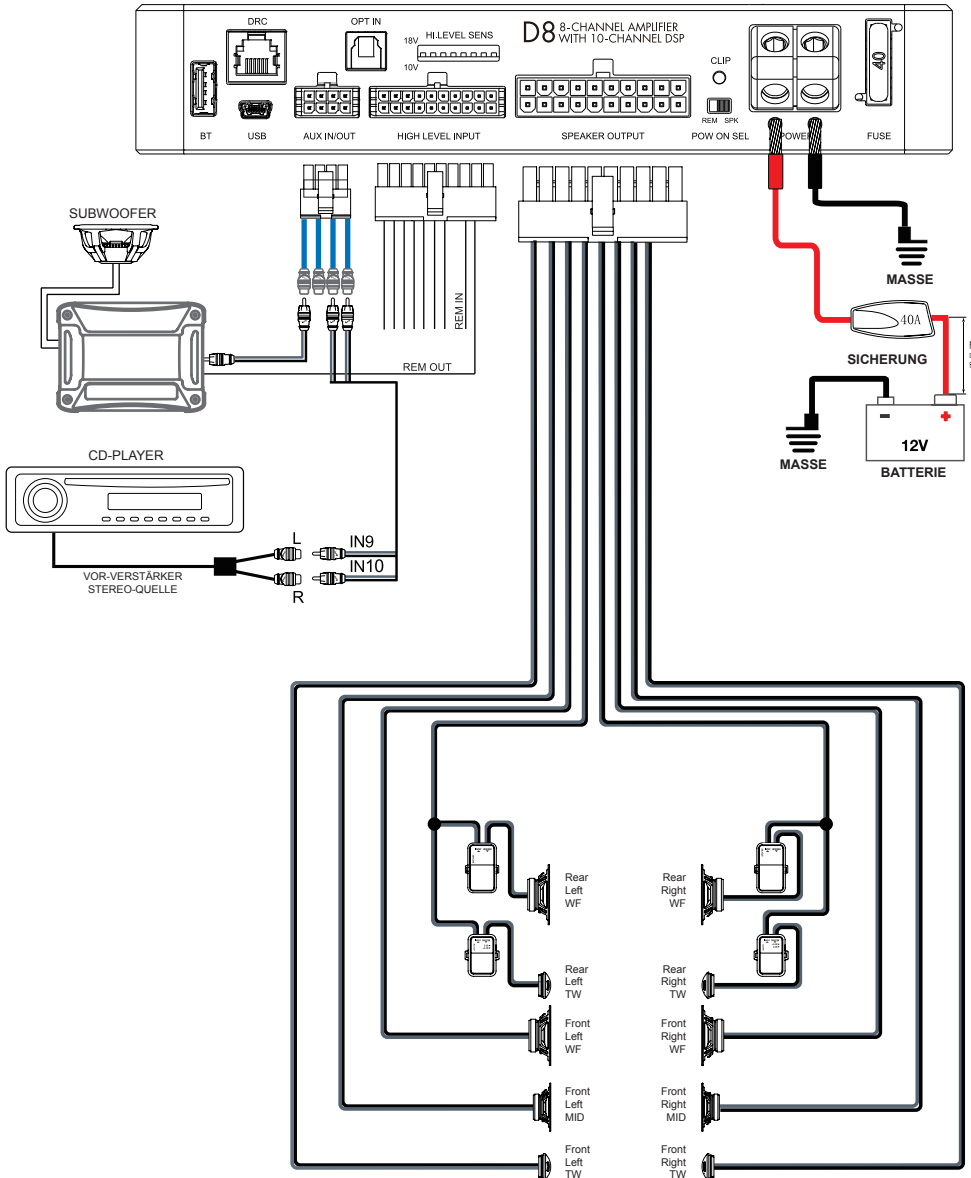 DRC
OPT IN
HI.LEVEL SENS
18V
10V
D8 8-CHANNEL AMPLIFIER
WITH 10-CHANNEL DSP
CLIP
40
REM SPK
BT
USB
AUX IN/OUT
HIGH LEVEL INPUT
SPEAKER OUTPUT
POW ON SEL
POWER
FUSE
SUBWOOFER
REM IN
REM OUT
MASSE
40A
SICHERUNG
MASSE
12V
BATTERIE
CD-PLAYER
L
IN9
IN10
R
VOR-VERSTÄRKER
STEREO-QUELLE
Rear
Left
WF
Rear
Right
WF
Rear
Left
TW
Rear
Right
TW
Front
Left
WF
Front
Right
WF
Front
Left
MID
Front
Right
MID
Front
Left
TW
Front
Right
TW